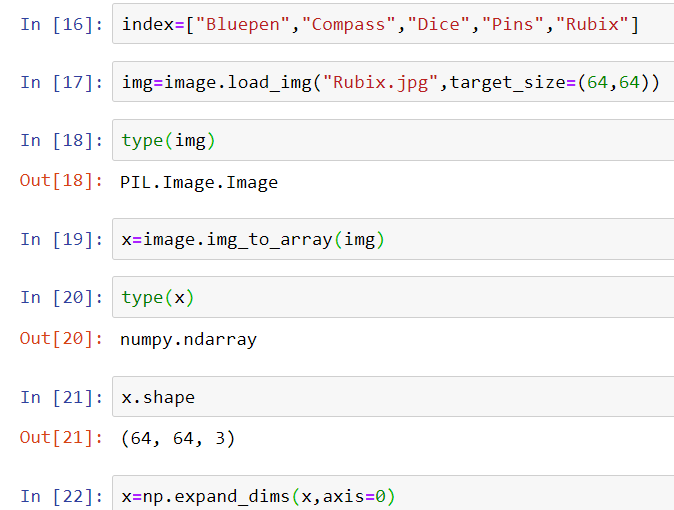 In [16]: index=["Bluepen","Compass","Dice","Pins","Rubix"]
In [17]: img=image.load_img("Rubix.jpg",target_size=(64,64))
In [18]: type(img)
Out[18]: PIL.Image.Image
In [19]: x=image.img_to_array(img)
In [20]: type(x)
Out[20]: numpy.ndarray
In [21]: x.shape
Out[21]: (64, 64, 3)
In [22]: x=np.expand_dims(x,axis=0)